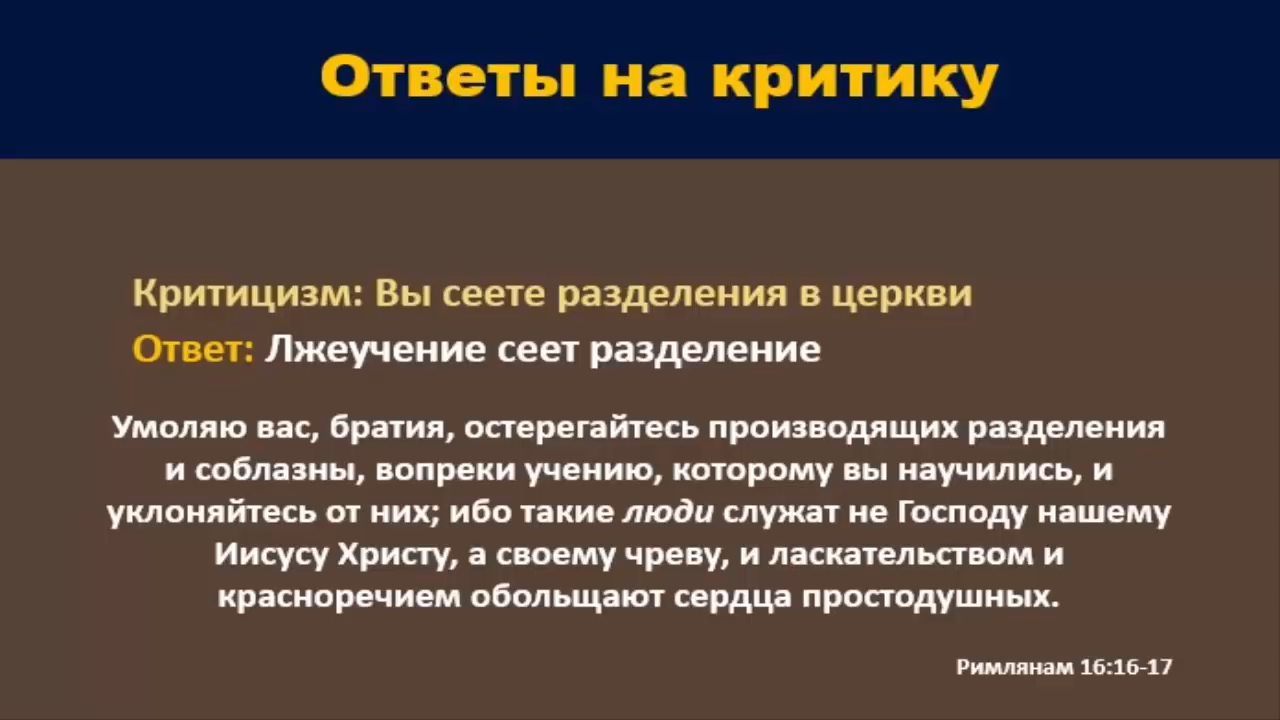 Ответы на критику
Критицизм: Вы сеете разделения в церкви
Ответ: Лжеучение сеет разделение
Умоляю вас, братия, остерегайтесь производящих разделения
и соблазны, вопреки учению, которому вы научились, и
уклоняйтесь от них; ибо такие люди служат не Господу нашему
Иисусу Христу, а своему чреву, и ласкательством и
красноречием обольщают сердца простодушных.
Римлянам 16:16-17